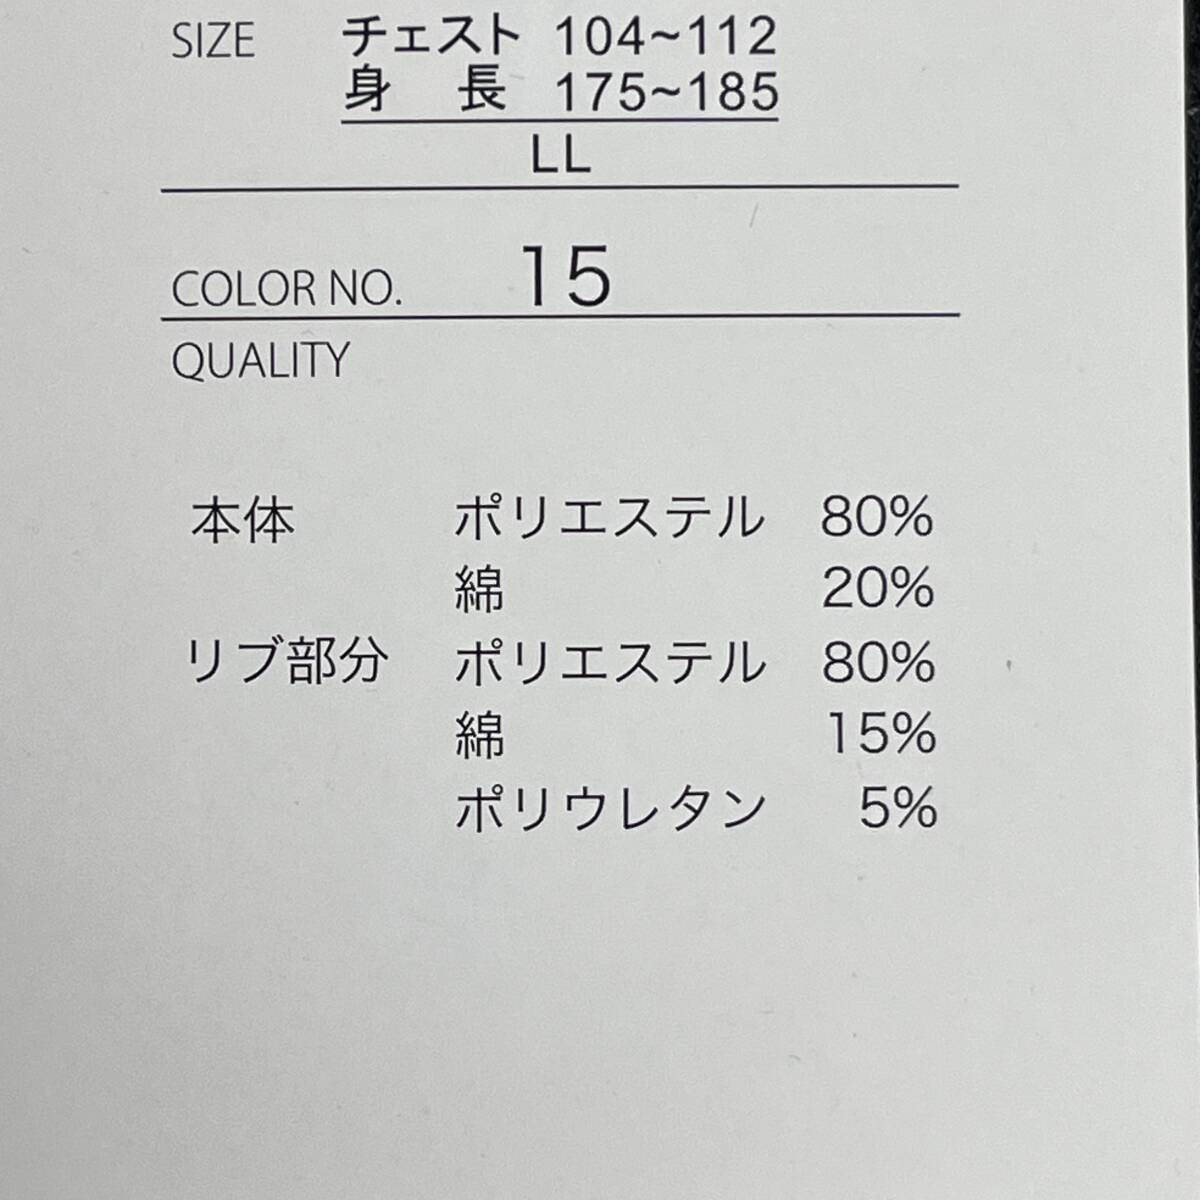 SIZE チェスト 104~112
身長 175~185
LL
COLOR NO. 15
QUALITY
本体 ポリエステル 80%
綿 20%
リブ部分 ポリエステル 80%
綿 15%
ポリウレタン 5%